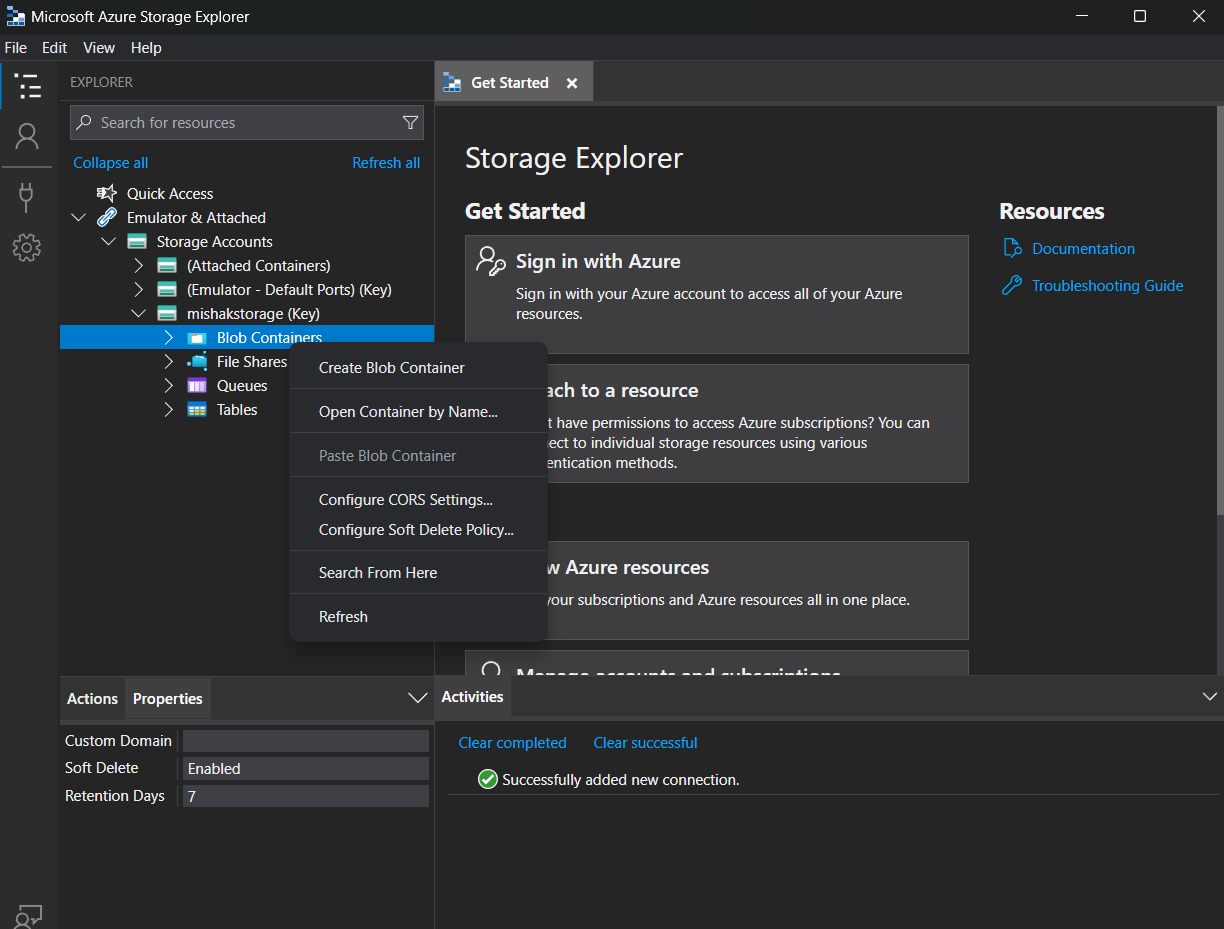 Microsoft Azure Storage Explorer
File Edit View Help
EXPLORER
Search for resources
Collapse all Refresh all
Quick Access
Emulator & Attached
Storage Accounts
(Attached Containers)
(Emulator - Default Ports) (Key)
mishakstorage (Key)
Blob Containers
File Shares
Queues
Tables
Create Blob Container
Open Container by Name...
Paste Blob Container
Configure CORS Settings...
Configure Soft Delete Policy...
Search From Here
Refresh
Actions Properties
Custom Domain
Soft Delete Enabled
Retention Days 7
Get Started
Storage Explorer
Get Started
Sign in with Azure
Sign in with your Azure account to access all of your Azure
resources.
ach to a resource
t have permissions to access Azure subscriptions? You can
ect to individual storage resources using various
entication methods.
w Azure resources
your subscriptions and Azure resources all in one place.
Manage accounts and subscriptions
Resources
Documentation
Troubleshooting Guide
Activities
Clear completed Clear successful
Successfully added new connection.